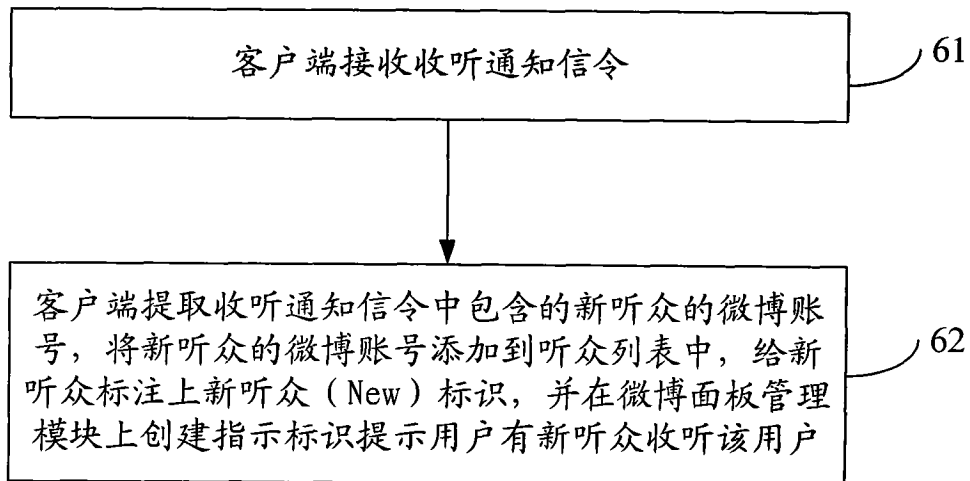 客户端接收收听通知信令
61
客户端提取收听通知信令中包含的新听众的微博账
号，将新听众的微博账号添加到听众列表中，给新
听众标注上新听众（New）标识，并在微博面板管理
模块上创建指示标识提示用户有新听众收听该用户
62